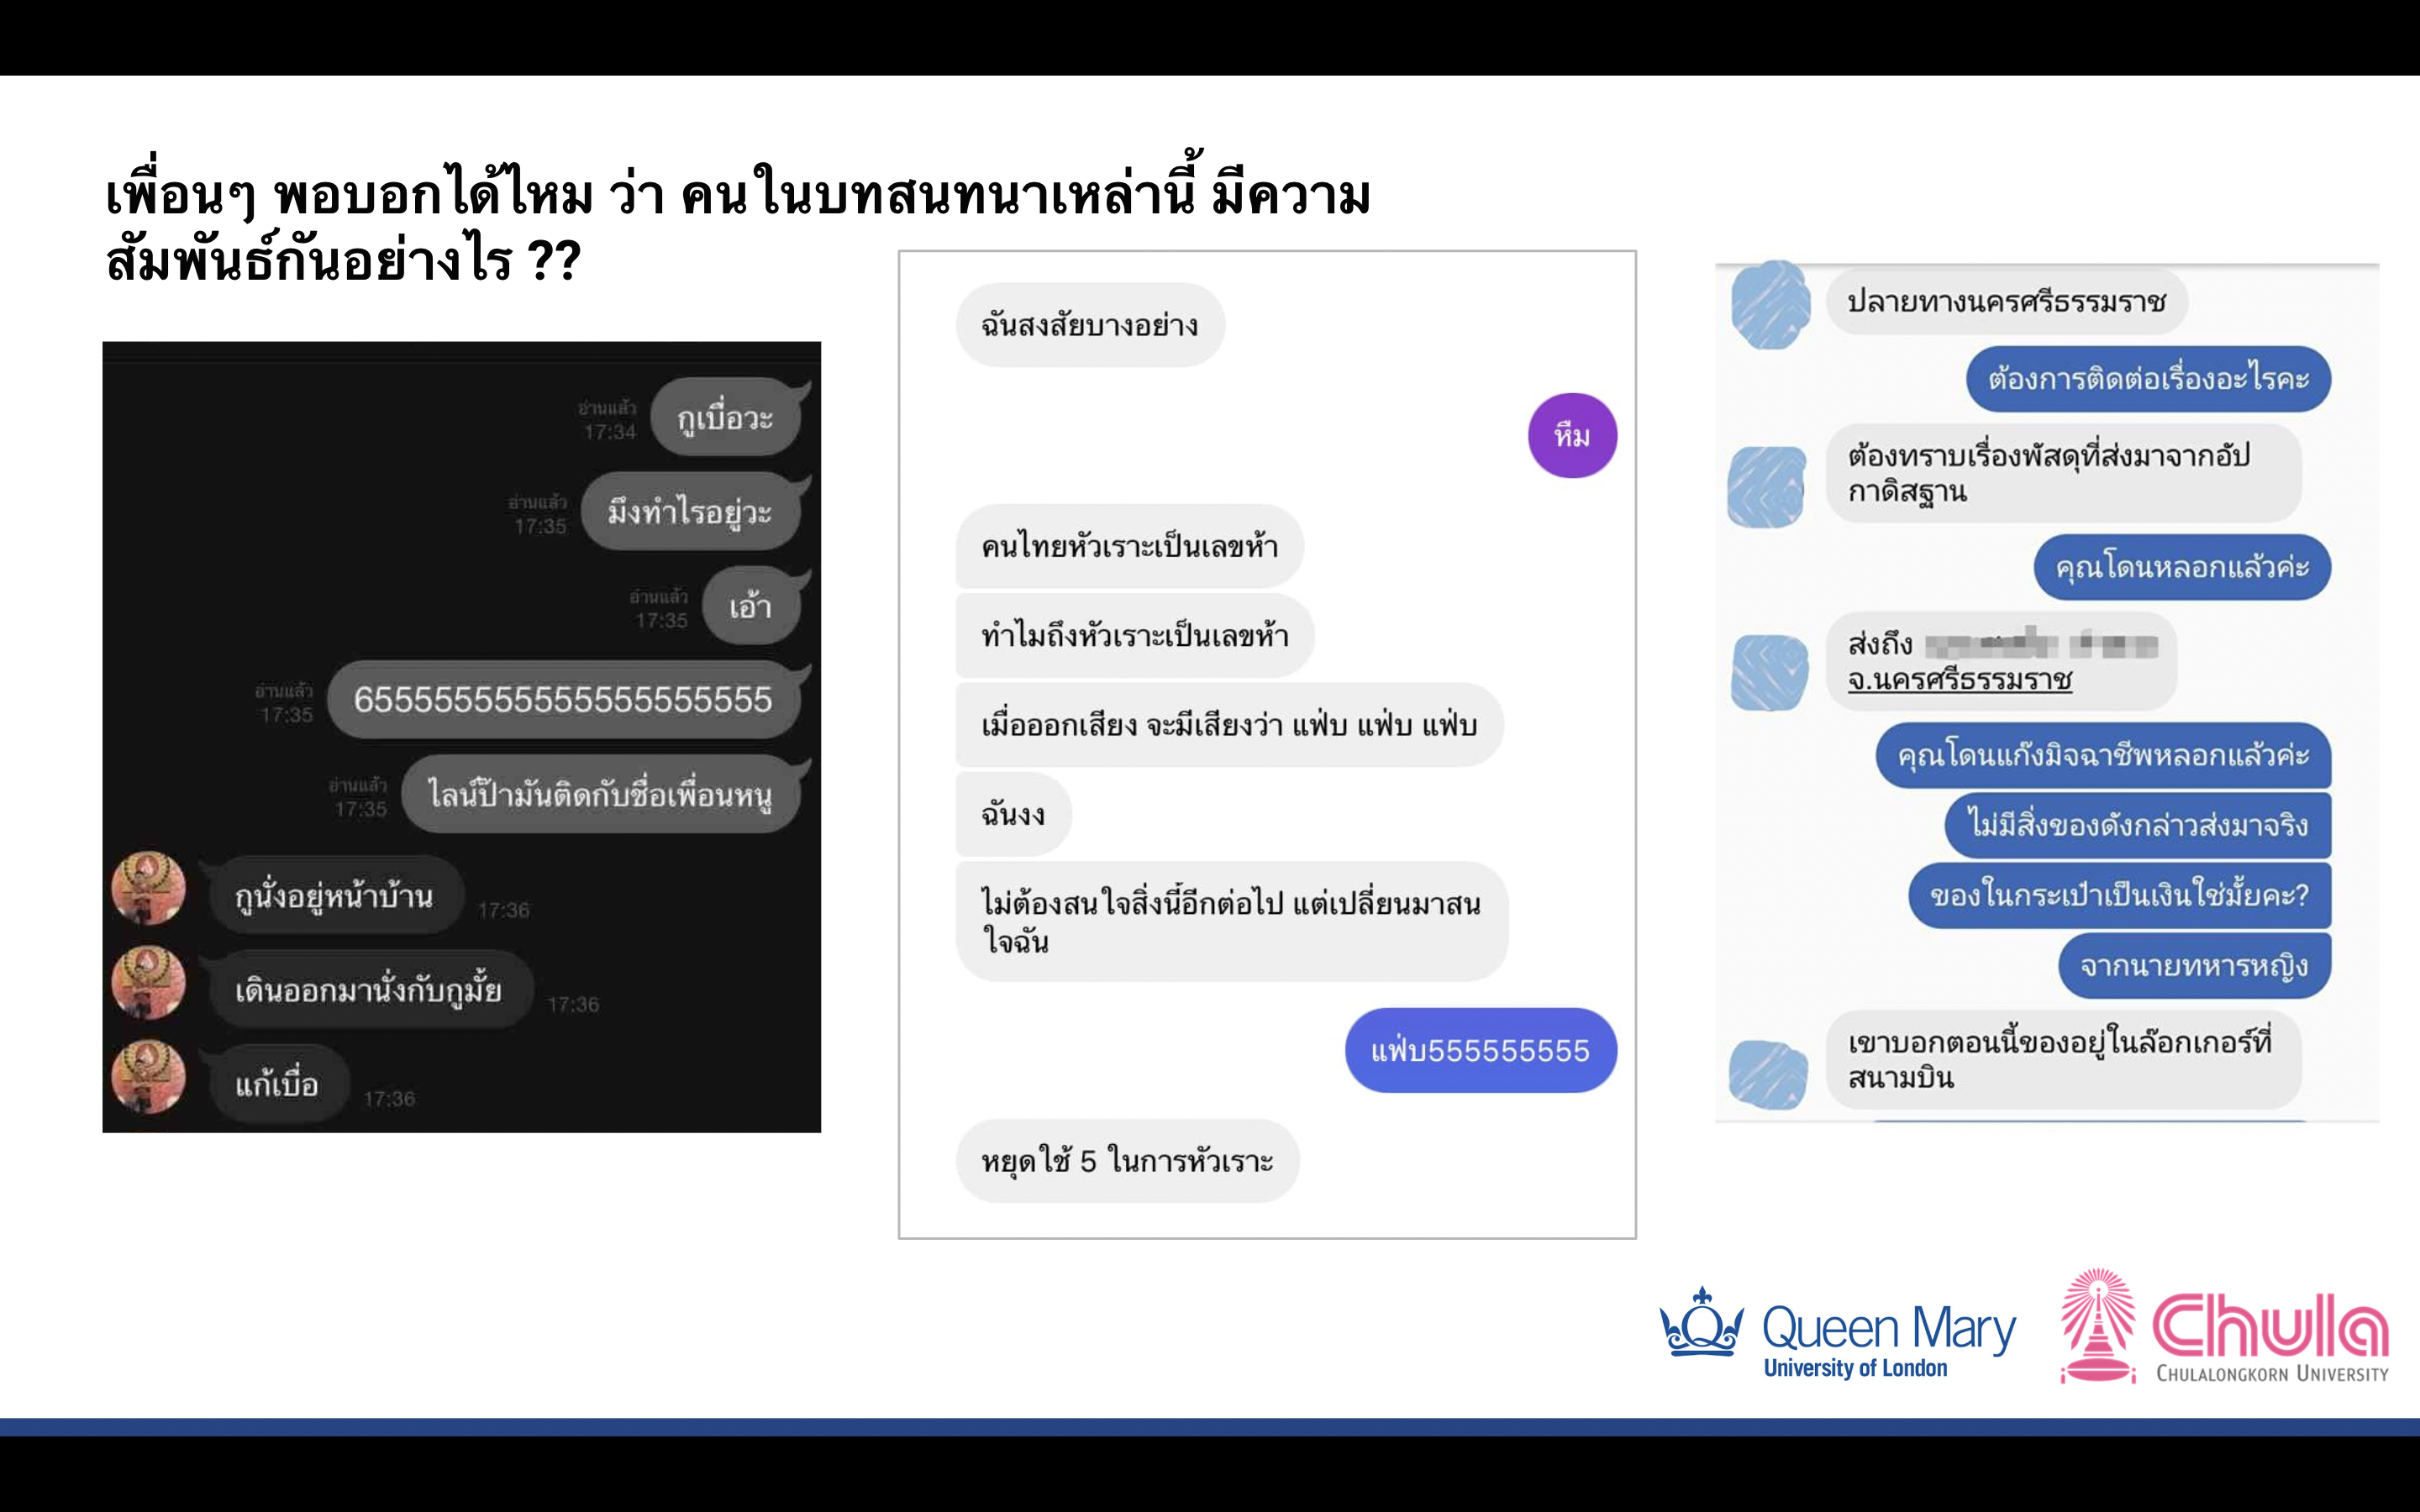 เพื่อนๆ พอบอกได้ไหม ว่า คนในบทสนทนาเหล่านี้ มีความ
สัมพันธ์กันอย่างไร ??
อ่านแล้ว
17:34
กูเบื่อวะ
อ่านแล้ว
17:35
มึงทำไรอยู่วะ
อ่านแล้ว
17:35
เอ้า
อ่านแล้ว
17:35
655555555555555555555
อ่านแล้ว
17:35
ไลน์ป๊ามันติดกับชื่อเพื่อนหนู
กูนั่งอยู่หน้าบ้าน
17:36
เดินออกมานั่งกับกูมั้ย
17:36
แก้เบื่อ
17:36
ฉันสงสัยบางอย่าง
หืม
คนไทยหัวเราะเป็นเลขห้า
ทำไมถึงหัวเราะเป็นเลขห้า
เมื่อออกเสียง จะมีเสียงว่า แฟ่บ แฟ่บ แฟ่บ
ฉันงง
ไม่ต้องสนใจสิ่งนี้อีกต่อไป แต่เปลี่ยนมาสน
ใจฉัน
แฟ่บ555555555
หยุดใช้ 5 ในการหัวเราะ
ปลายทางนครศรีธรรมราช
ต้องการติดต่อเรื่องอะไรคะ
ต้องทราบเรื่องพัสดุที่ส่งมาจากอัป
กาดิสฐาน
คุณโดนหลอกแล้วค่ะ
ส่งถึง
จ.นครศรีธรรมราช
คุณโดนแก๊งมิจฉาชีพหลอกแล้วค่ะ
ไม่มีสิ่งของดังกล่าวส่งมาจริง
ของในกระเป๋าเป็นเงินใช่มั้ยคะ?
จากนายทหารหญิง
เขาบอกตอนนี้ของอยู่ในล๊อกเกอร์ที่
สนามบิน
Queen Mary
University of London
Chula
CHULALONGKORN UNIVERSITY